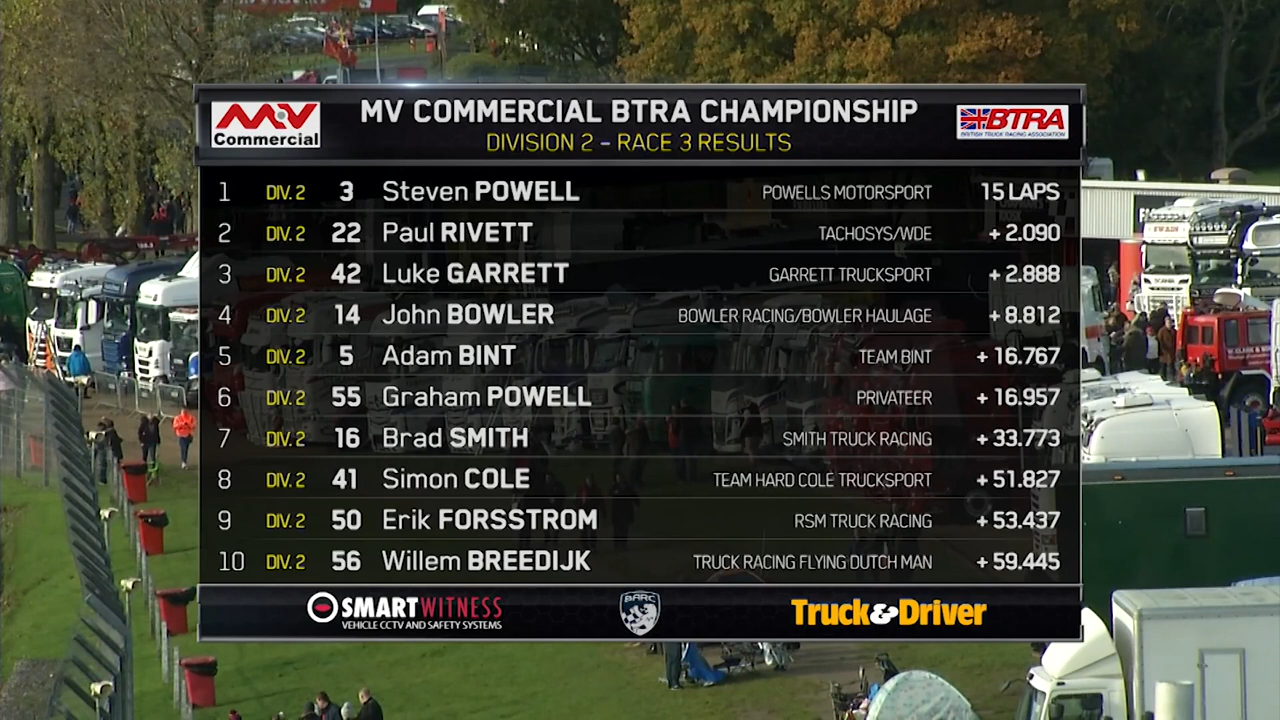 MV COMMERCIAL BTRA CHAMPIONSHIP
DIVISION 2 - RACE 3 RESULTS
MV Commercial
BTRA
BRITISH TRUCK RACING ASSOCIATION
1 DIV. 2 3 Steven POWELL POWELLS MOTORSPORT 15 LAPS
2 DIV. 2 22 Paul RIVETT TACHOSYS/WDE + 2.090
3 DIV. 2 42 Luke GARRETT GARRETT TRUCKSPORT + 2.888
4 DIV. 2 14 John BOWLER BOWLER RACING/BOWLER HAULAGE + 8.812
5 DIV. 2 5 Adam BINT TEAM BINT + 16.767
6 DIV. 2 55 Graham POWELL PRIVATEER + 16.957
7 DIV. 2 16 Brad SMITH SMITH TRUCK RACING + 33.773
8 DIV. 2 41 Simon COLE TEAM HARD COLE TRUCKSPORT + 51.827
9 DIV. 2 50 Erik FORSSTROM RSM TRUCK RACING + 53.437
10 DIV. 2 56 Willem BREEDIJK TRUCK RACING FLYING DUTCH MAN + 59.445
SMARTWITNESS
VEHICLE CCTV AND SAFETY SYSTEMS
BARC
Truck&Driver